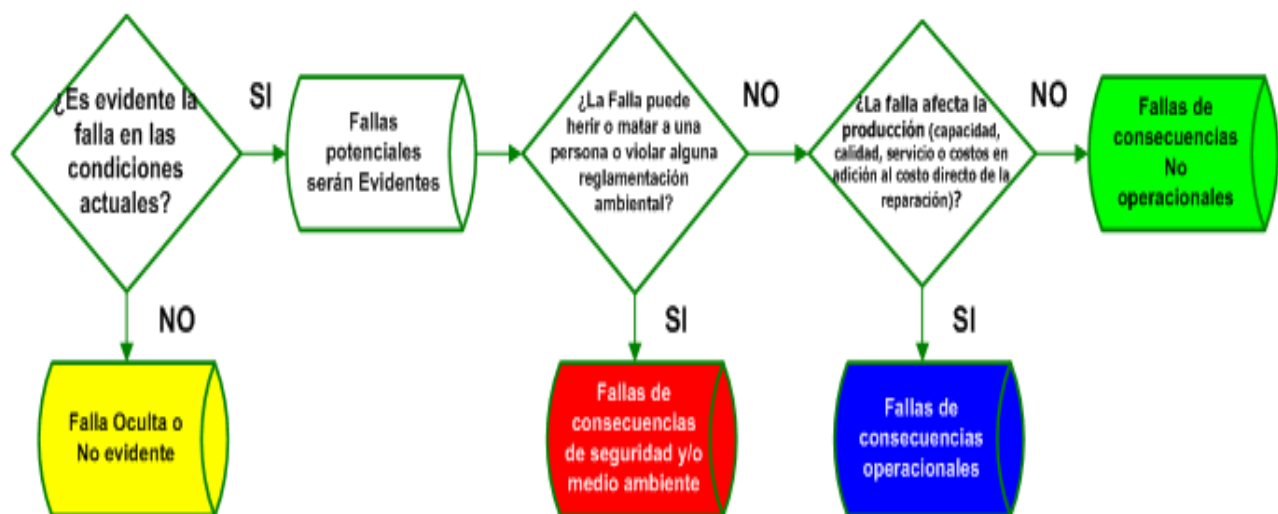 ¿Es evidente la
falla en las
condiciones
actuales?
SI
Fallas
potenciales
serán Evidentes
¿La Falla puede
herir o matar a una
persona o violar alguna
reglamentación
ambiental?
NO
¿La falla afecta la
producción (capacidad,
calidad, servicio o costos en
adición al costo directo de la
reparación)?
NO
Fallas de
consecuencias
No
operacionales
NO
SI
SI
Falla Oculta o
No evidente
Fallas de
consecuencias
de seguridad y/o
medio ambiente
Fallas de
consecuencias
operacionales